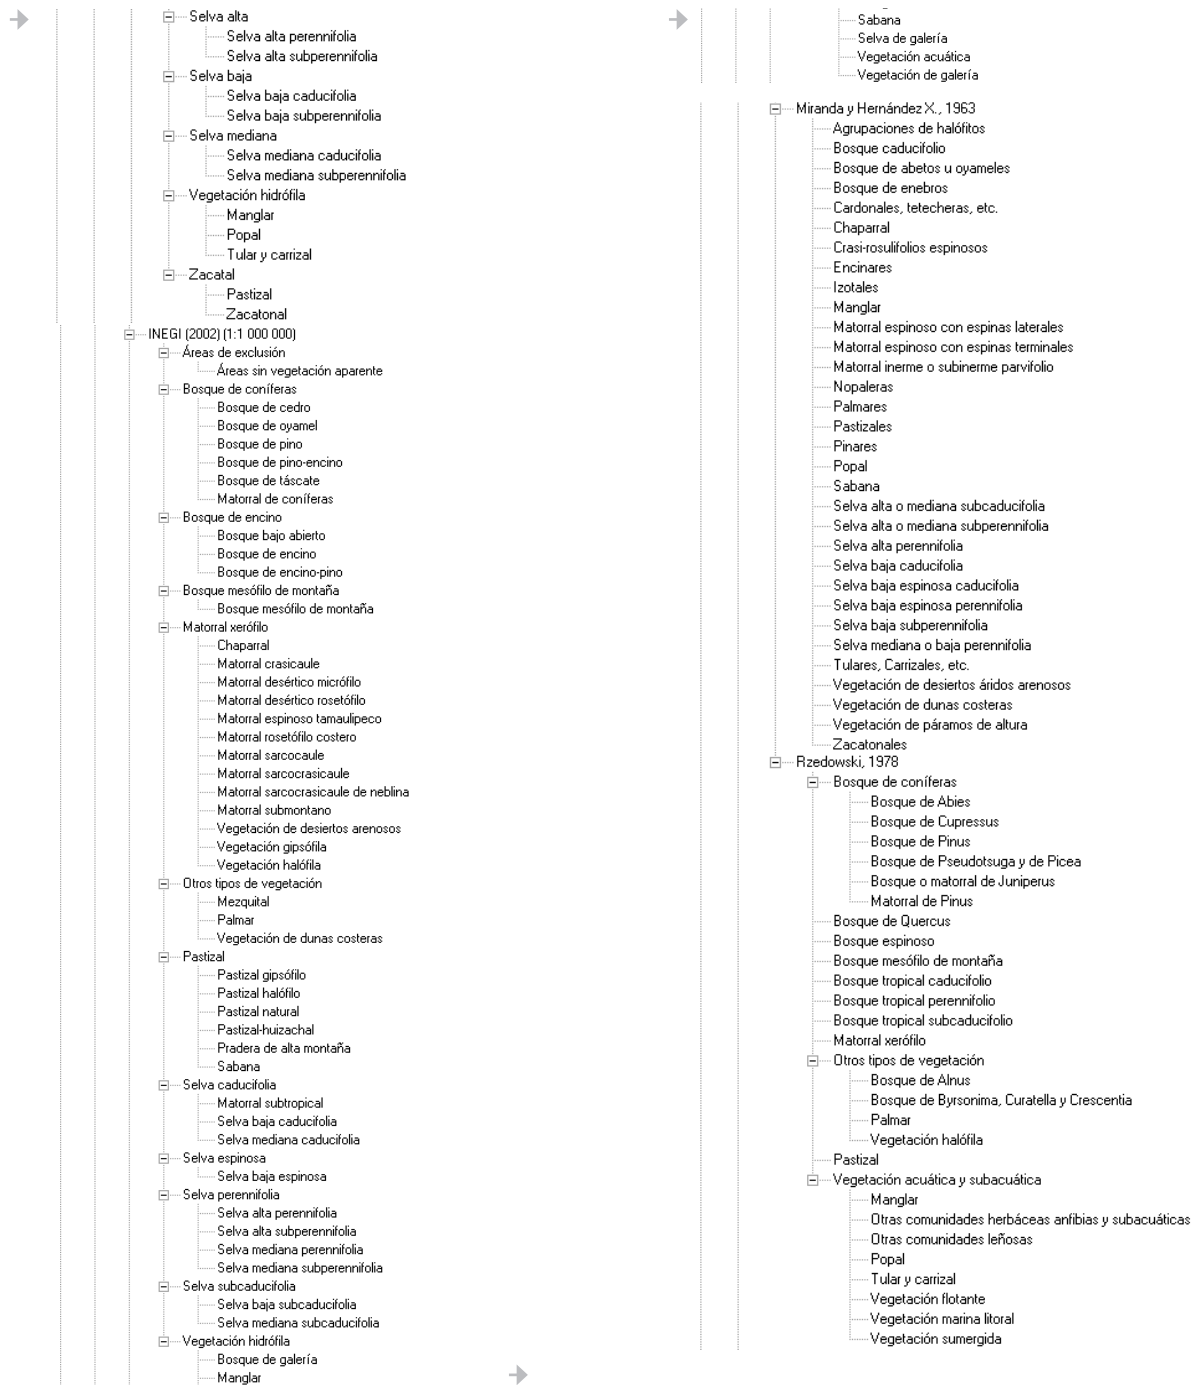 Selva alta
Selva alta perennifolia
Selva alta subperennifolia
Selva baja
Selva baja caducifolia
Selva baja subperennifolia
Selva mediana
Selva mediana caducifolia
Selva mediana subperennifolia
Vegetación hidrófila
Manglar
Popal
Tular y carrizal
Zacatal
Pastizal
Zacatonal
INEGI (2002) (1:1 000 000)
Áreas de exclusión
Áreas sin vegetación aparente
Bosque de coníferas
Bosque de cedro
Bosque de oyamel
Bosque de pino
Bosque de pino-encino
Bosque de táscate
Matorral de coníferas
Bosque de encino
Bosque bajo abierto
Bosque de encino
Bosque de encino-pino
Bosque mesófilo de montaña
Bosque mesófilo de montaña
Matorral xerófilo
Chaparral
Matorral crasicaule
Matorral desértico micrófilo
Matorral desértico rosetófilo
Matorral espinoso tamaulipeco
Matorral rosetófilo costero
Matorral sarcocaule
Matorral sarcocrasicaule
Matorral sarcocrasicaule de neblina
Matorral submontano
Vegetación de desiertos arenosos
Vegetación gipsófila
Vegetación halófila
Otros tipos de vegetación
Mezquital
Palmar
Vegetación de dunas costeras
Pastizal
Pastizal gipsófilo
Pastizal halófilo
Pastizal natural
Pastizal-huizachal
Pradera de alta montaña
Sabana
Selva caducifolia
Matorral subtropical
Selva baja caducifolia
Selva mediana caducifolia
Selva espinosa
Selva baja espinosa
Selva perennifolia
Selva alta perennifolia
Selva alta subperennifolia
Selva mediana perennifolia
Selva mediana subperennifolia
Selva subcaducifolia
Selva baja subcaducifolia
Selva mediana subcaducifolia
Vegetación hidrófila
Bosque de galería
Manglar
Sabana
Selva de galería
Vegetación acuática
Vegetación de galería
Miranda y Hernández X., 1963
Agrupaciones de halófitos
Bosque caducifolio
Bosque de abetos u oyameles
Bosque de enebros
Cardonales, tetecheras, etc.
Chaparral
Crasi-rosulifolios espinosos
Encinares
Izotales
Manglar
Matorral espinoso con espinas laterales
Matorral espinoso con espinas terminales
Matorral inerme o subinerme parvifolio
Nopaleras
Palmares
Pastizales
Pinares
Popal
Sabana
Selva alta o mediana subcaducifolia
Selva alta o mediana subperennifolia
Selva alta perennifolia
Selva baja caducifolia
Selva baja espinosa caducifolia
Selva baja espinosa perennifolia
Selva baja subperennifolia
Selva mediana o baja perennifolia
Tulares, Carrizales, etc.
Vegetación de desiertos áridos arenosos
Vegetación de dunas costeras
Vegetación de páramos de altura
Zacatonales
Rzedowski, 1978
Bosque de coníferas
Bosque de Abies
Bosque de Cupressus
Bosque de Pinus
Bosque de Pseudotsuga y de Picea
Bosque o matorral de Juniperus
Matorral de Pinus
Bosque de Quercus
Bosque espinoso
Bosque mesófilo de montaña
Bosque tropical caducifolio
Bosque tropical perennifolio
Bosque tropical subcaducifolio
Matorral xerófilo
Otros tipos de vegetación
Bosque de Alnus
Bosque de Byrsonima, Curatella y Crescentia
Palmar
Vegetación halófila
Pastizal
Vegetación acuática y subacuática
Manglar
Otras comunidades herbáceas anfibias y subacuáticas
Otras comunidades leñosas
Popal
Tular y carrizal
Vegetación flotante
Vegetación marina litoral
Vegetación sumergida